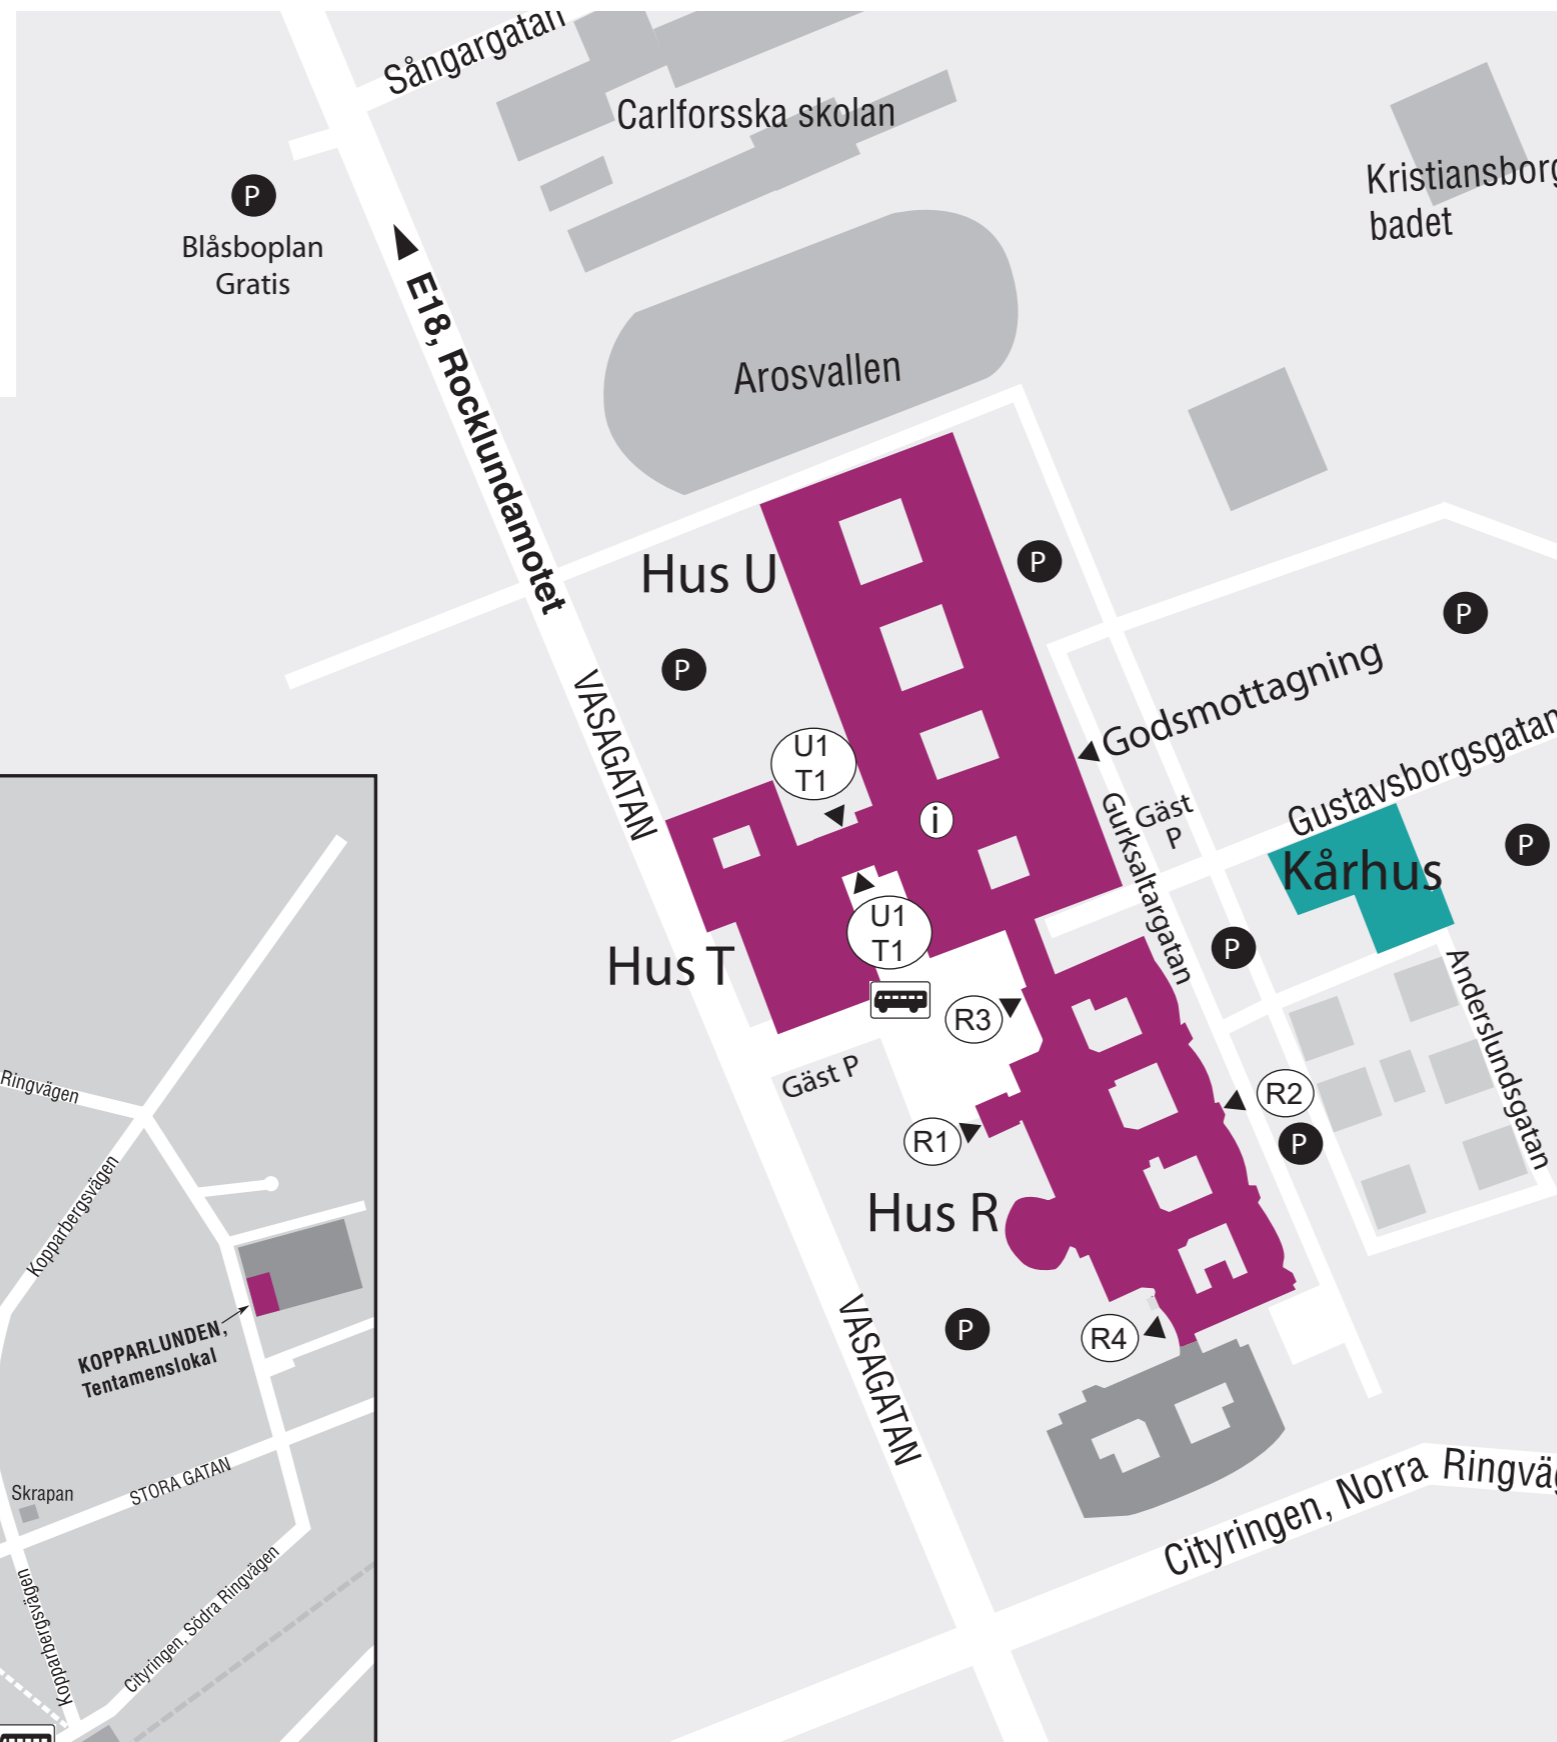 Sångargatan
Carlforsska skolan
Kristiansborg
badet
P
Blåsboplan
Gratis
E18, Rocklundamotet
Arosvallen
Hus U
P
P
P
VASAGATAN
Godsmottagning
U1
T1
i
Gäst
P
Gurksaltargatan
Gustavsborgsgatan
Kårhus
P
U1
T1
Hus T
P
R3
Anderslundsgatan
Gäst P
R2
R1
P
Hus R
VASAGATAN
P
R4
Cityringen, Norra Ringväg
Ringvägen
Kopparbergsvägen
KOPPARLUNDEN,
Tentamenslokal
Skrapan
STORA GATAN
Kopparbergsvägen
Cityringen, Södra Ringvägen